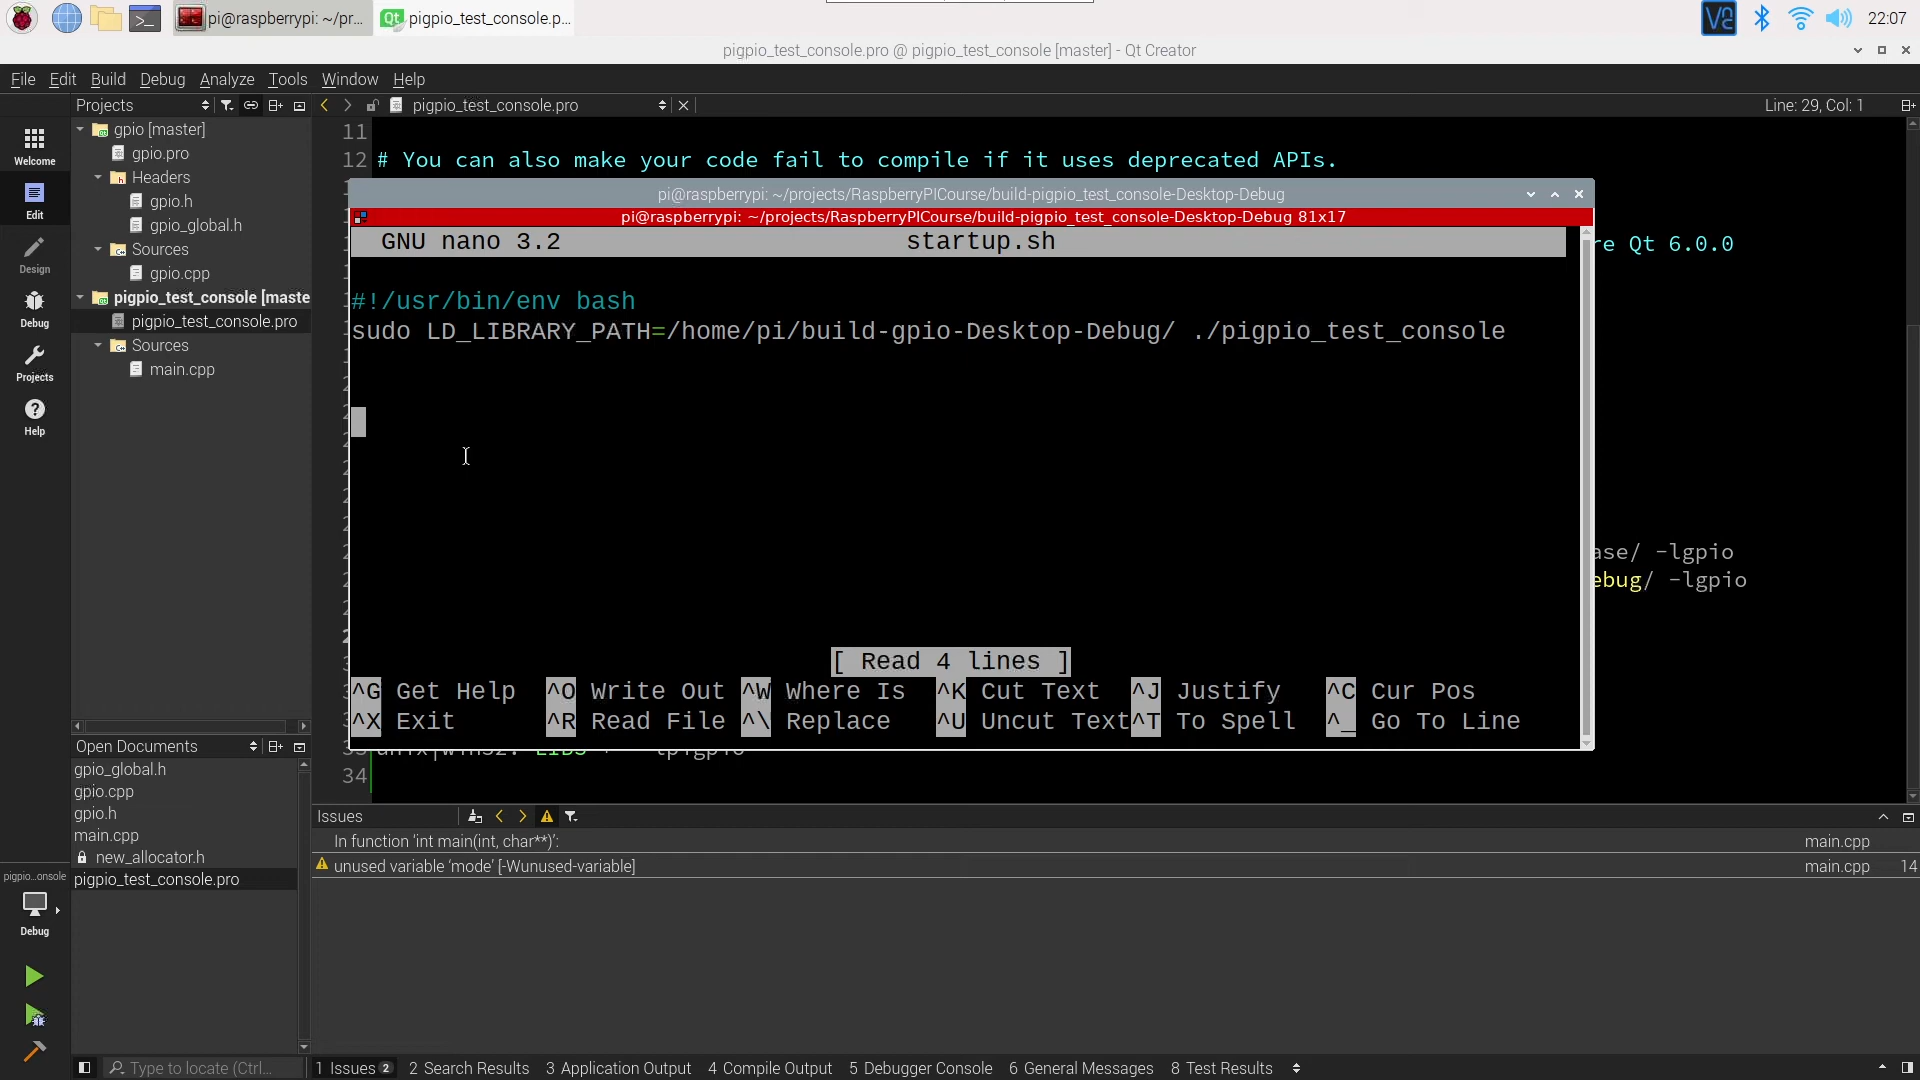 pi@raspberrypi: ~/pr...
pigpio_test_console.p...
22:07
pigpio_test_console.pro @ pigpio_test_console [master] - Qt Creator
File Edit Build Debug Analyze Tools Window Help
Projects
pigpio_test_console.pro
Line: 29, Col: 1
Welcome
Edit
Design
Debug
Projects
Help
gpio [master]
gpio.pro
Headers
gpio.h
gpio_global.h
Sources
gpio.cpp
pigpio_test_console [maste
pigpio_test_console.pro
Sources
main.cpp
11
12 # You can also make your code fail to compile if it uses deprecated APIs.
pi@raspberrypi: ~/projects/RaspberryPICourse/build-pigpio_test_console-Desktop-Debug
pi@raspberrypi: ~/projects/RaspberryPICourse/build-pigpio_test_console-Desktop-Debug 81x17
GNU nano 3.2 startup.sh
re Qt 6.0.0
#!/usr/bin/env bash
sudo LD_LIBRARY_PATH=/home/pi/build-gpio-Desktop-Debug/ ./pigpio_test_console
ase/ -lgpio
ebug/ -lgpio
[ Read 4 lines ]
^G Get Help ^O Write Out ^W Where Is ^K Cut Text ^J Justify ^C Cur Pos
^X Exit ^R Read File ^\ Replace ^U Uncut Text ^T To Spell ^_ Go To Line
34
Open Documents
gpio_global.h
gpio.cpp
gpio.h
main.cpp
new_allocator.h
pigpio_test_console.pro
Issues
In function 'int main(int, char**)': main.cpp
unused variable 'mode' [-Wunused-variable] main.cpp 14
pigpio...onsole
Debug
Type to locate (Ctrl...
1 Issues 2 2 Search Results 3 Application Output 4 Compile Output 5 Debugger Console 6 General Messages 8 Test Results